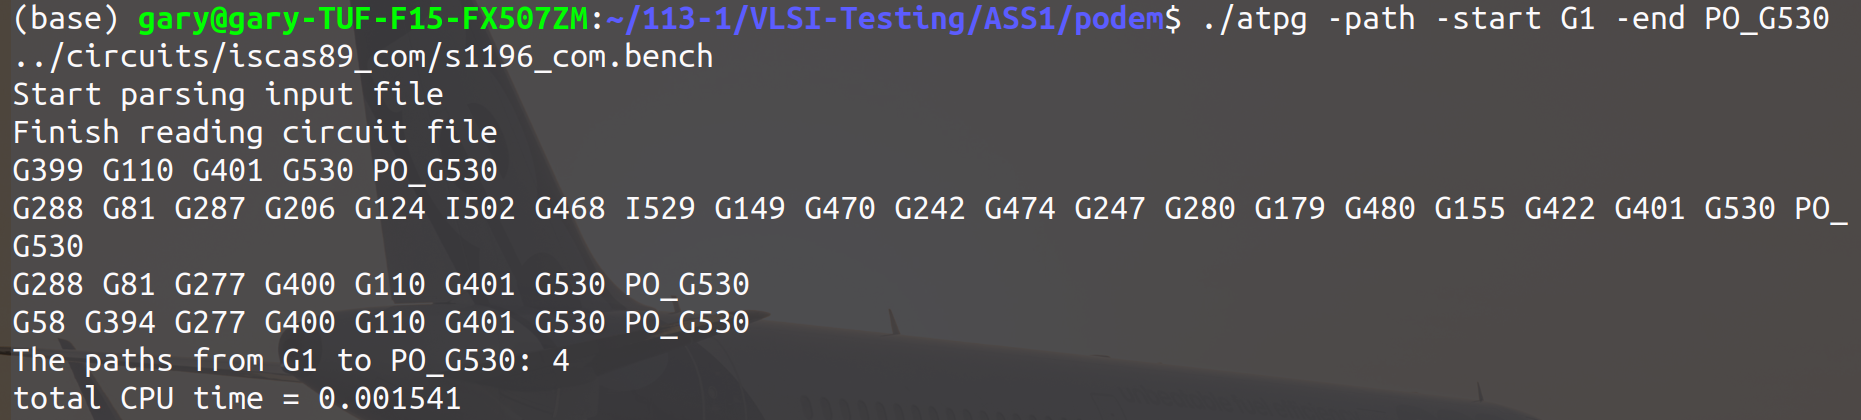 (base) gary@gary-TUF-F15-FX507ZM:~/113-1/VLSI-Testing/ASS1/podem$ ./atpg -path -start G1 -end PO_G530
../circuits/iscas89_com/s1196_com.bench
Start parsing input file
Finish reading circuit file
G399 G110 G401 G530 PO_G530
G288 G81 G287 G206 G124 I502 G468 I529 G149 G470 G242 G474 G247 G280 G179 G480 G155 G422 G401 G530 PO_
G530
G288 G81 G277 G400 G110 G401 G530 PO_G530
G58 G394 G277 G400 G110 G401 G530 PO_G530
The paths from G1 to PO_G530: 4
total CPU time = 0.001541